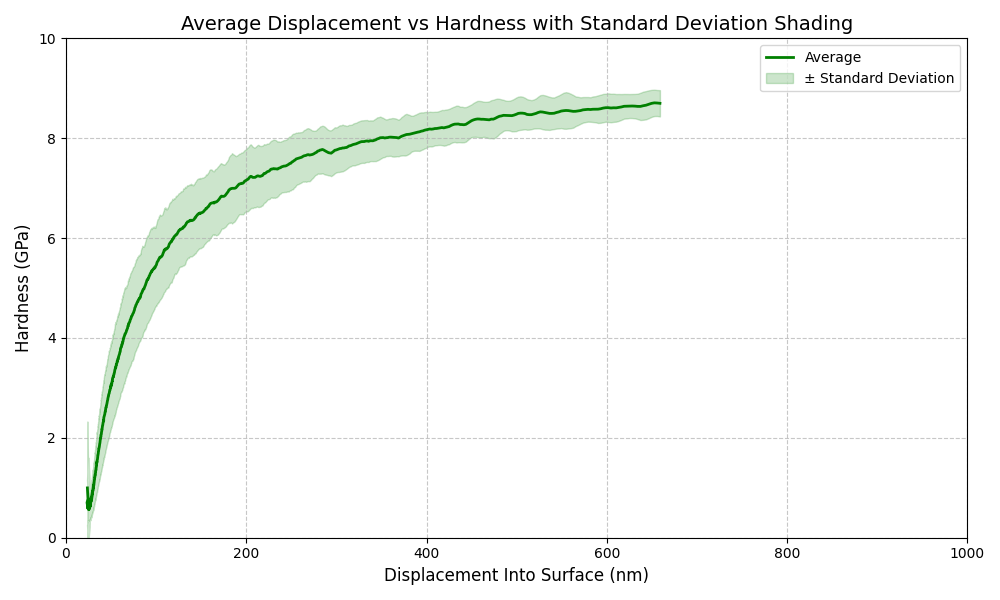 Average Displacement vs Hardness with Standard Deviation Shading
Average
± Standard Deviation
Hardness (GPa)
10
8
6
4
2
0
0 200 400 600 800 1000
Displacement Into Surface (nm)